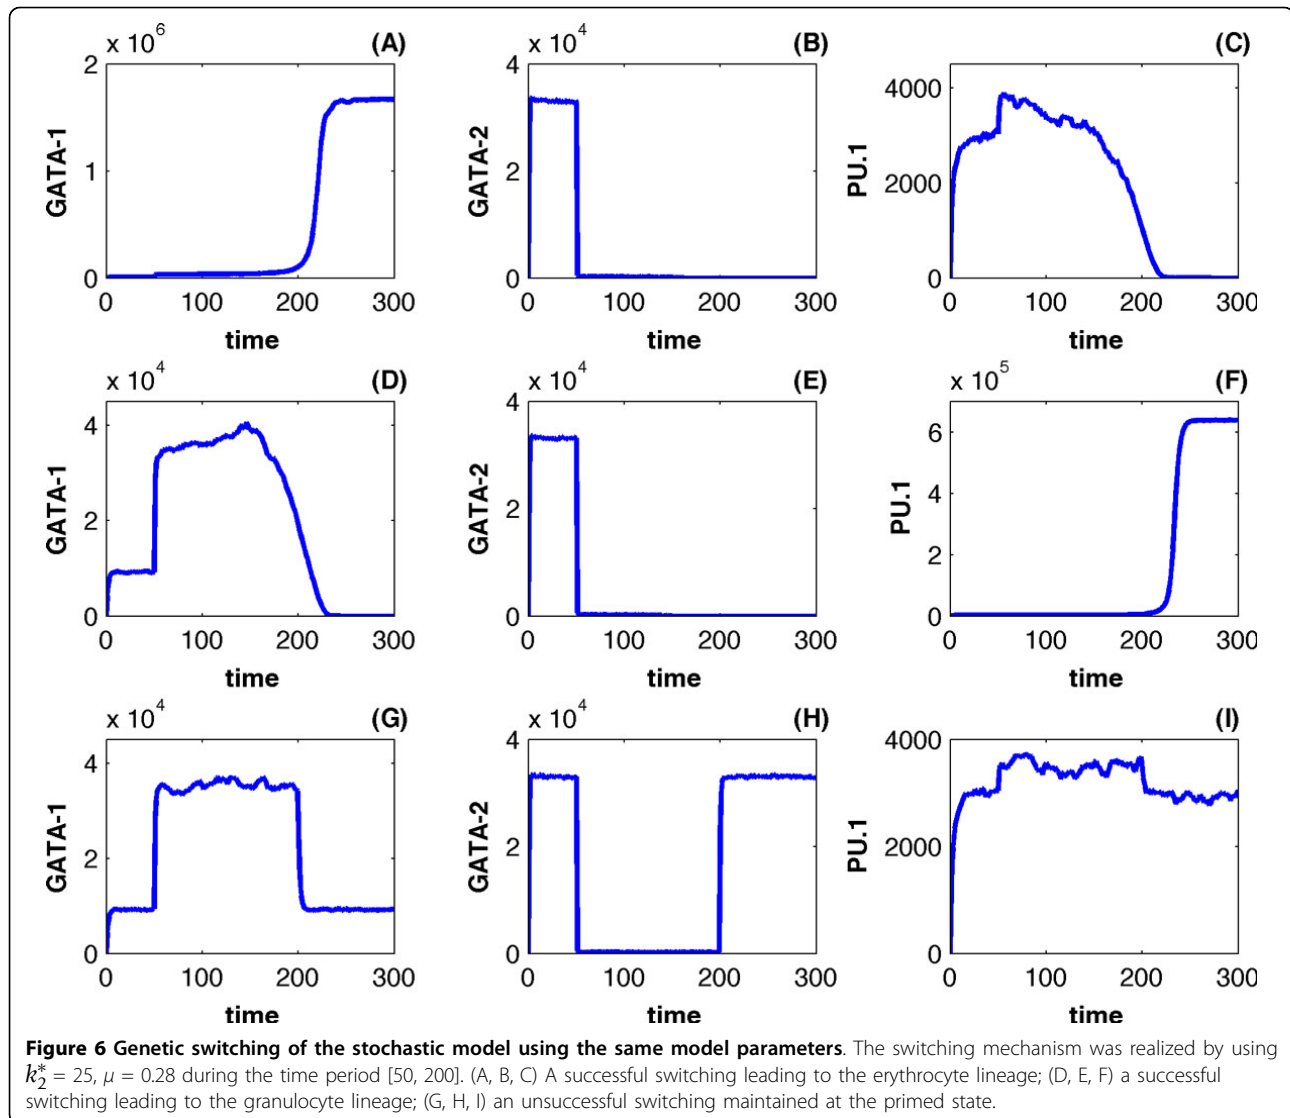 x 10^6 (A)
2
1
0
GATA-1
0 100 200 300
time
x 10^4 (B)
4
2
0
GATA-2
0 100 200 300
time
(C)
4000
2000
0
PU.1
0 100 200 300
time
x 10^4 (D)
4
2
0
GATA-1
0 100 200 300
time
x 10^4 (E)
4
2
0
GATA-2
0 100 200 300
time
x 10^5 (F)
6
4
2
0
PU.1
0 100 200 300
time
x 10^4 (G)
4
2
0
GATA-1
0 100 200 300
time
x 10^4 (H)
4
2
0
GATA-2
0 100 200 300
time
(I)
4000
2000
0
PU.1
0 100 200 300
time
Figure 6 Genetic switching of the stochastic model using the same model parameters. The switching mechanism was realized by using
k_2^* = 25, μ = 0.28 during the time period [50, 200]. (A, B, C) A successful switching leading to the erythrocyte lineage; (D, E, F) a successful
switching leading to the granulocyte lineage; (G, H, I) an unsuccessful switching maintained at the primed state.